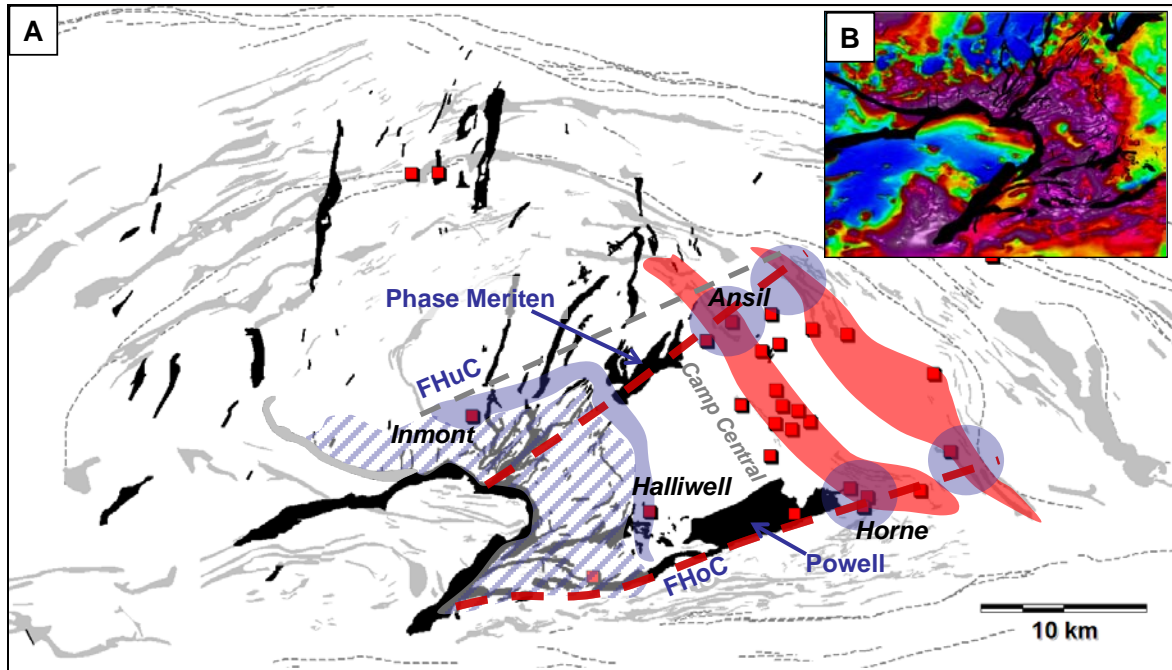 A
B
Ansil
Phase Meriten
FHuC
Camp Central
Inmont
Halliwell
Horne
FHoC
Powell
10 km